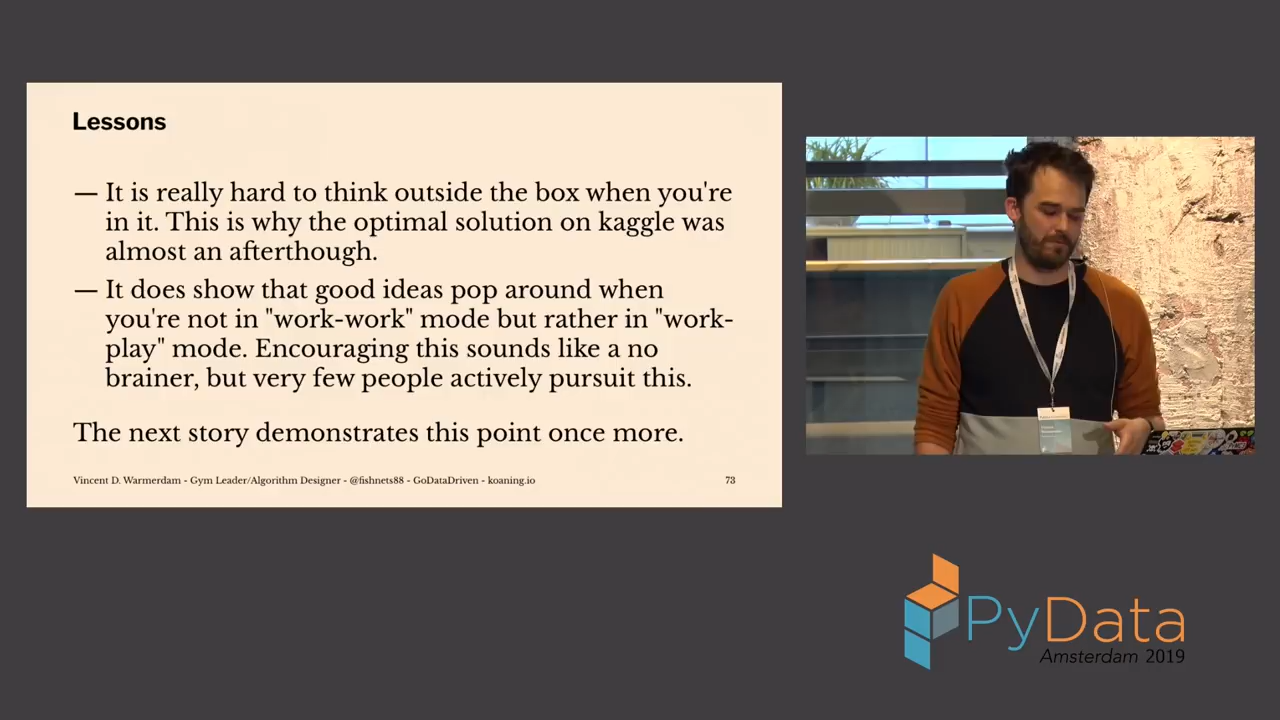 Lessons
— It is really hard to think outside the box when you're
in it. This is why the optimal solution on kaggle was
almost an afterthough.
— It does show that good ideas pop around when
you're not in "work-work" mode but rather in "work-
play" mode. Encouraging this sounds like a no
brainer, but very few people actively pursuit this.
The next story demonstrates this point once more.
Vincent D. Warmerdam - Gym Leader/Algorithm Designer - @fishnets88 - GoDataDriven - koaning.io 73
PyData
Amsterdam 2019